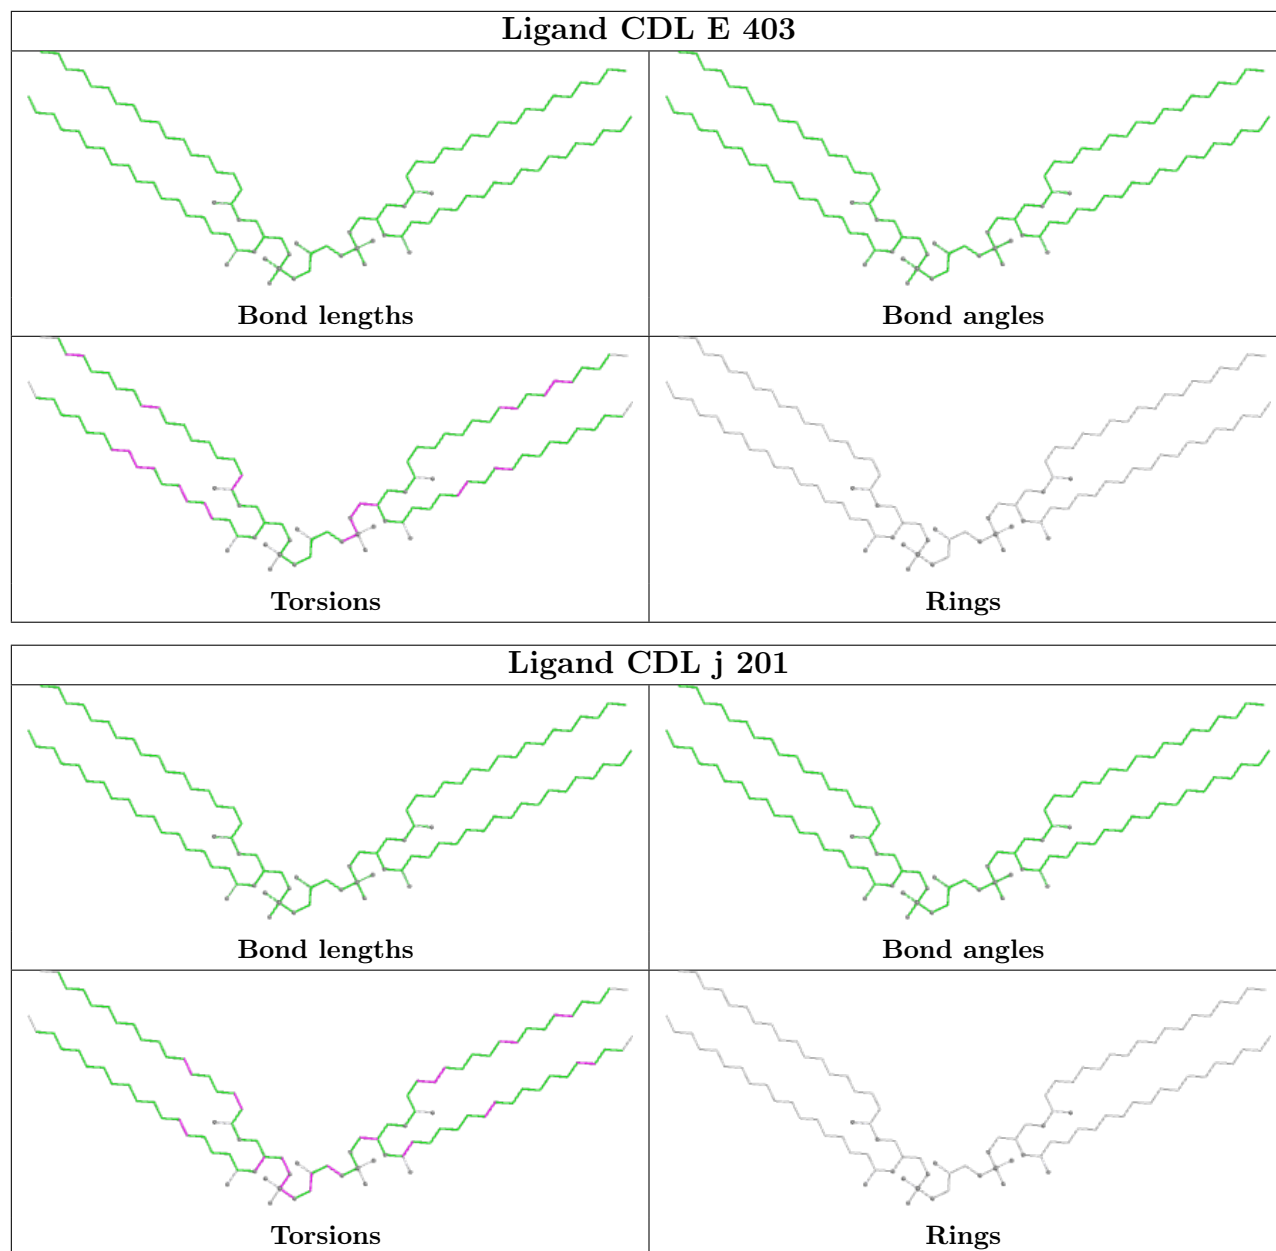 Ligand CDL E 403
Bond lengths
Bond angles
Torsions
Rings
Ligand CDL j 201
Bond lengths
Bond angles
Torsions
Rings